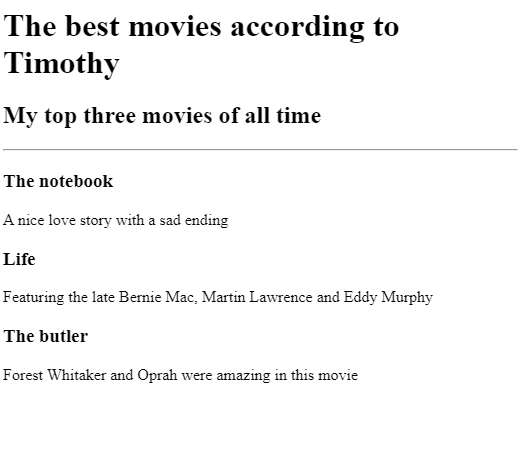 The best movies according to
Timothy
My top three movies of all time
The notebook
A nice love story with a sad ending
Life
Featuring the late Bernie Mac, Martin Lawrence and Eddy Murphy
The butler
Forest Whitaker and Oprah were amazing in this movie